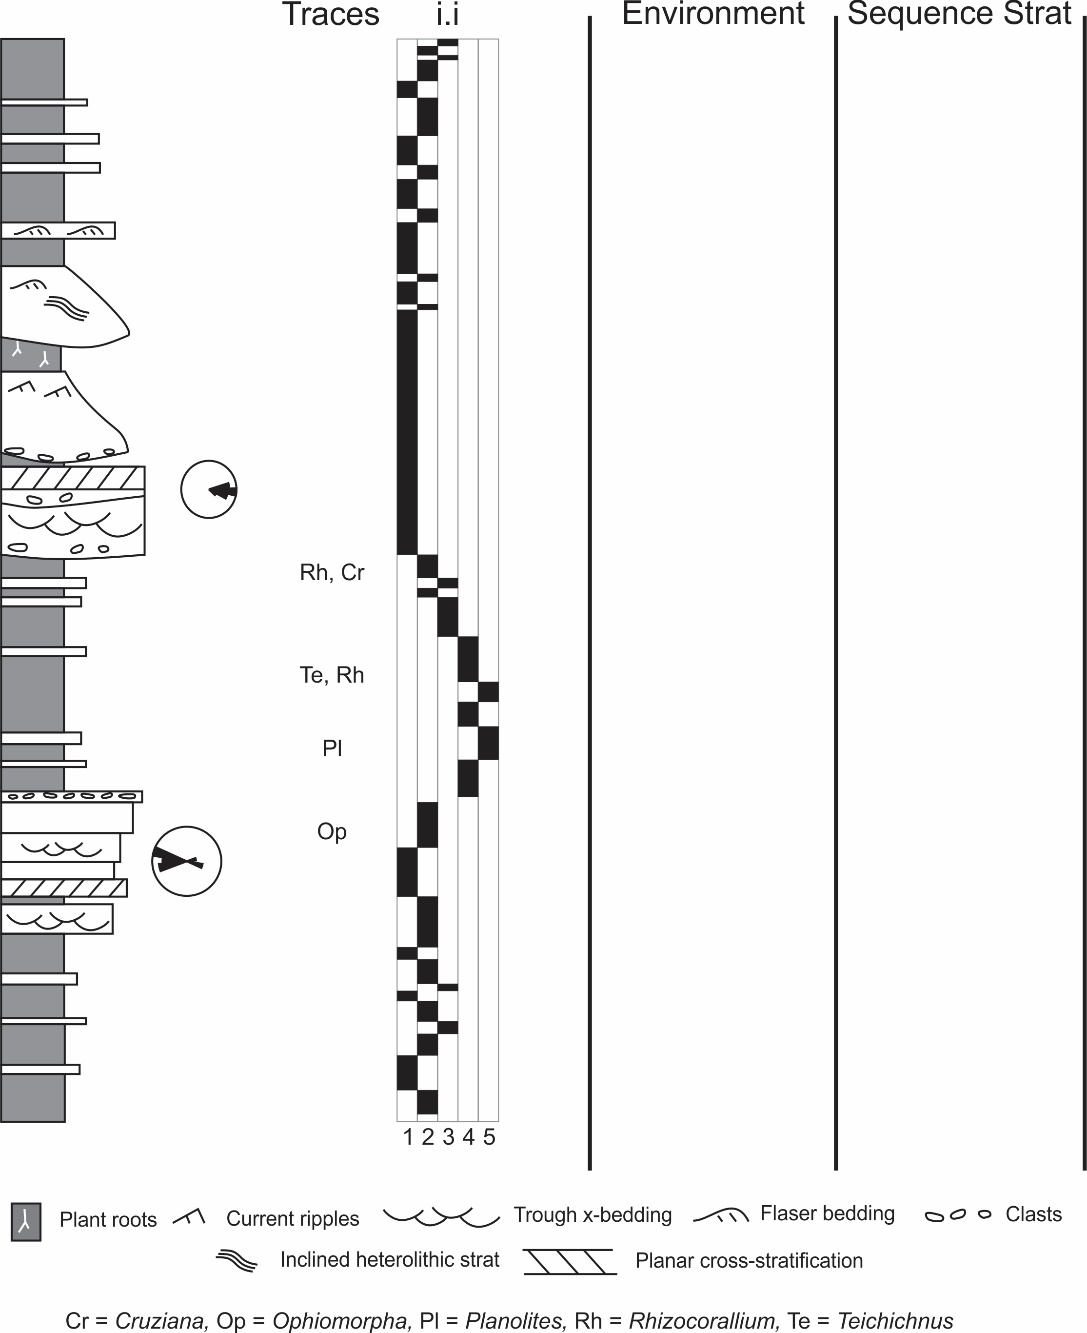 Traces i.i Environment Sequence Strat
Rh, Cr
Te, Rh
Pl
Op
1 2 3 4 5
Plant roots Current ripples Trough x-bedding Flaser bedding Clasts
Inclined heterolithic strat Planar cross-stratification
Cr = Cruziana, Op = Ophiomorpha, Pl = Planolites, Rh = Rhizocorallium, Te = Teichichnus